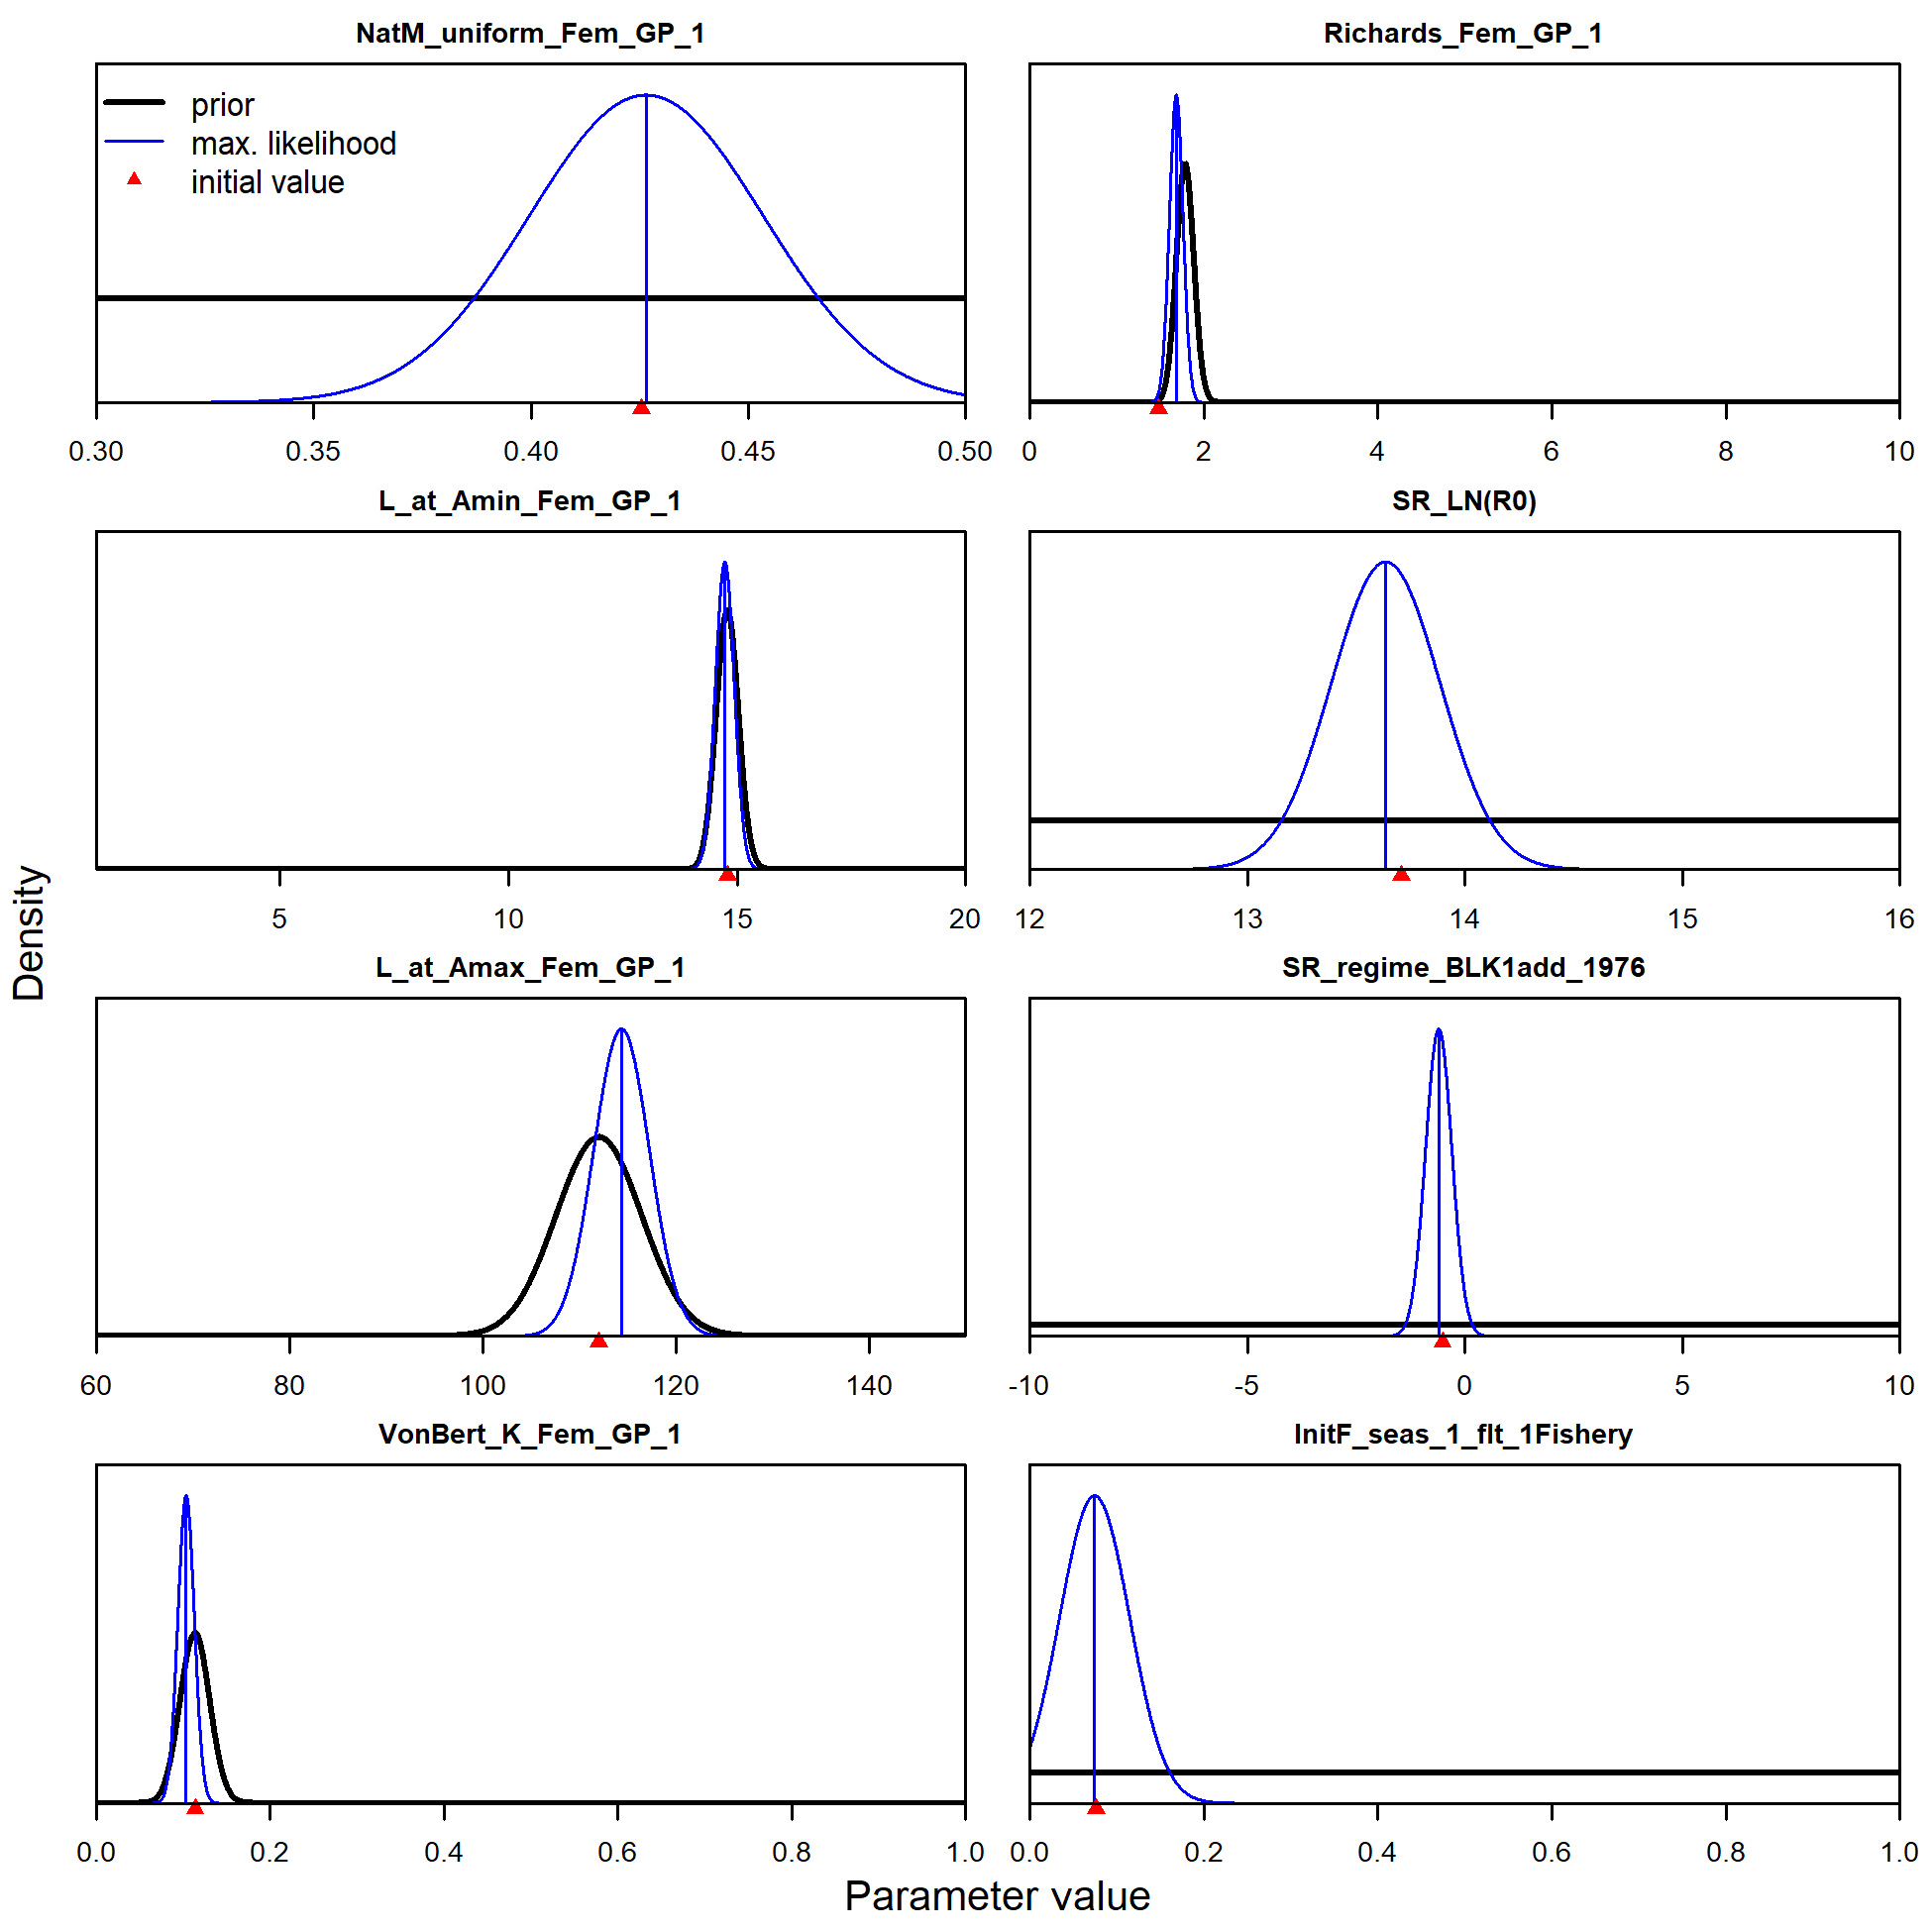 NatM_uniform_Fem_GP_1
prior
max. likelihood
initial value
0.30 0.35 0.40 0.45 0.50
Richards_Fem_GP_1
0 2 4 6 8 10
L_at_Amin_Fem_GP_1
5 10 15 20
SR_LN(R0)
12 13 14 15 16
L_at_Amax_Fem_GP_1
60 80 100 120 140
SR_regime_BLK1add_1976
-10 -5 0 5 10
VonBert_K_Fem_GP_1
0.0 0.2 0.4 0.6 0.8 1.0
InitF_seas_1_flt_1Fishery
0.0 0.2 0.4 0.6 0.8 1.0
Density
Parameter value